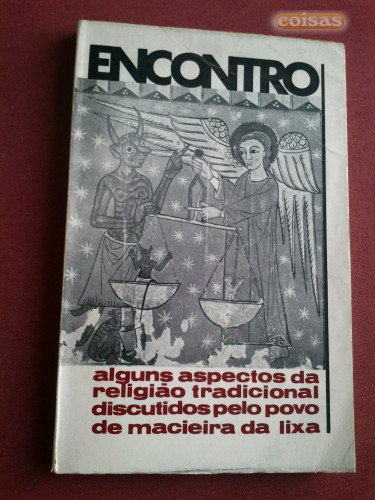 coisas
ENCONTRO
alguns aspectos da
religião tradicional
discutidos pelo povo
de macieira da lixa